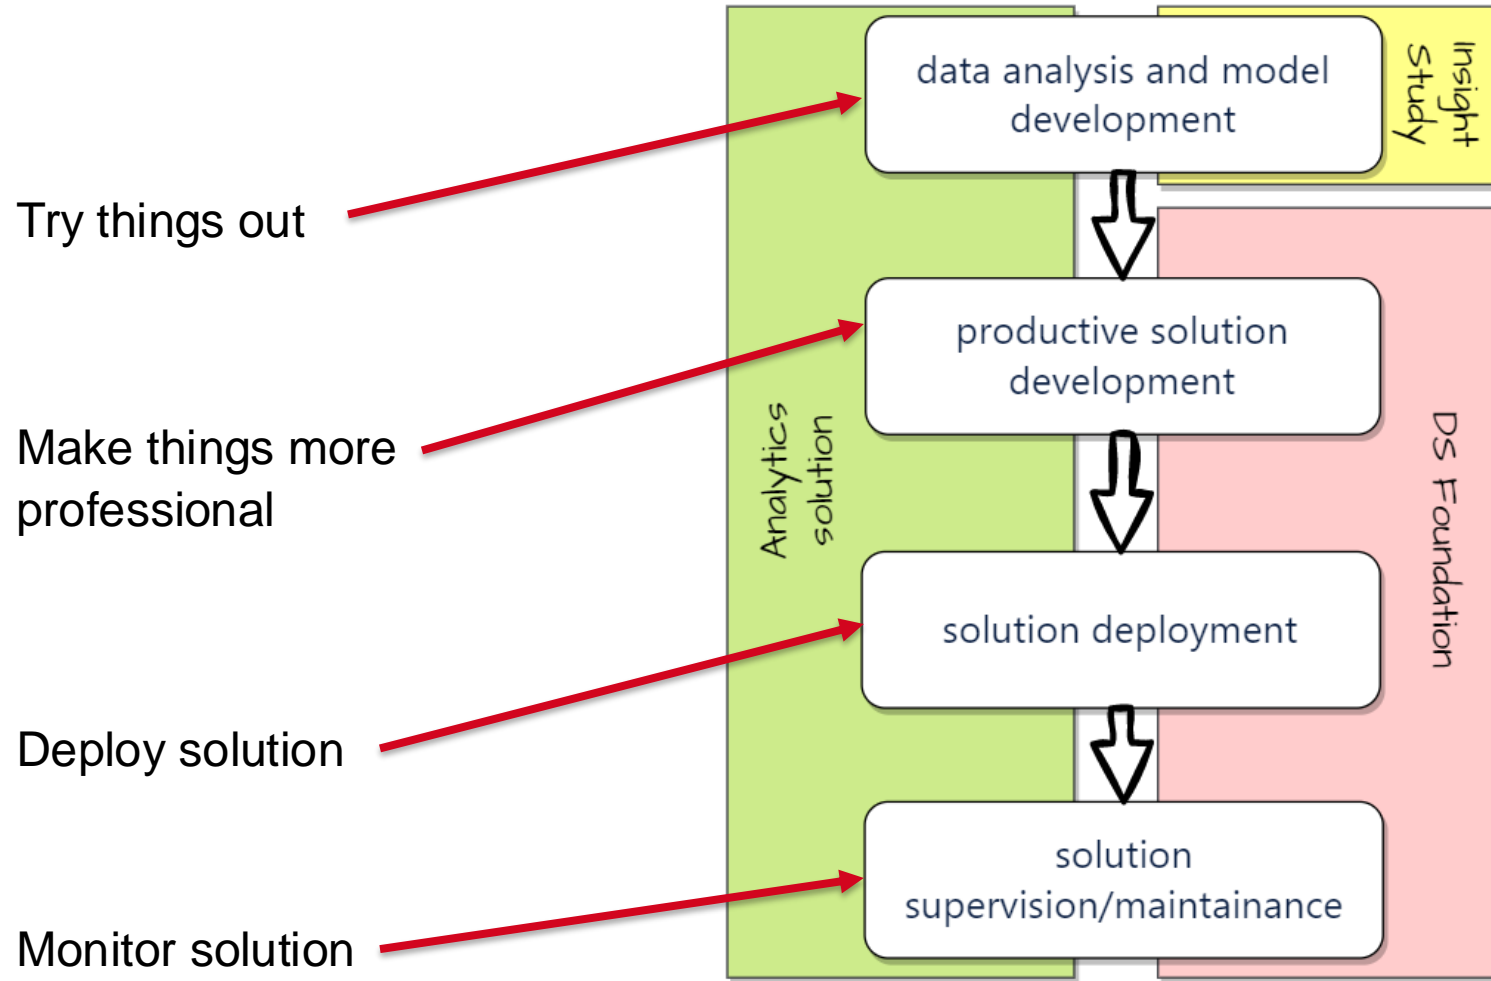 data analysis and model
development
Insight
Study
Try things out
productive solution
development
Make things more
professional
Analytics
solution
DS Foundation
solution deployment
Deploy solution
solution
supervision/maintainance
Monitor solution